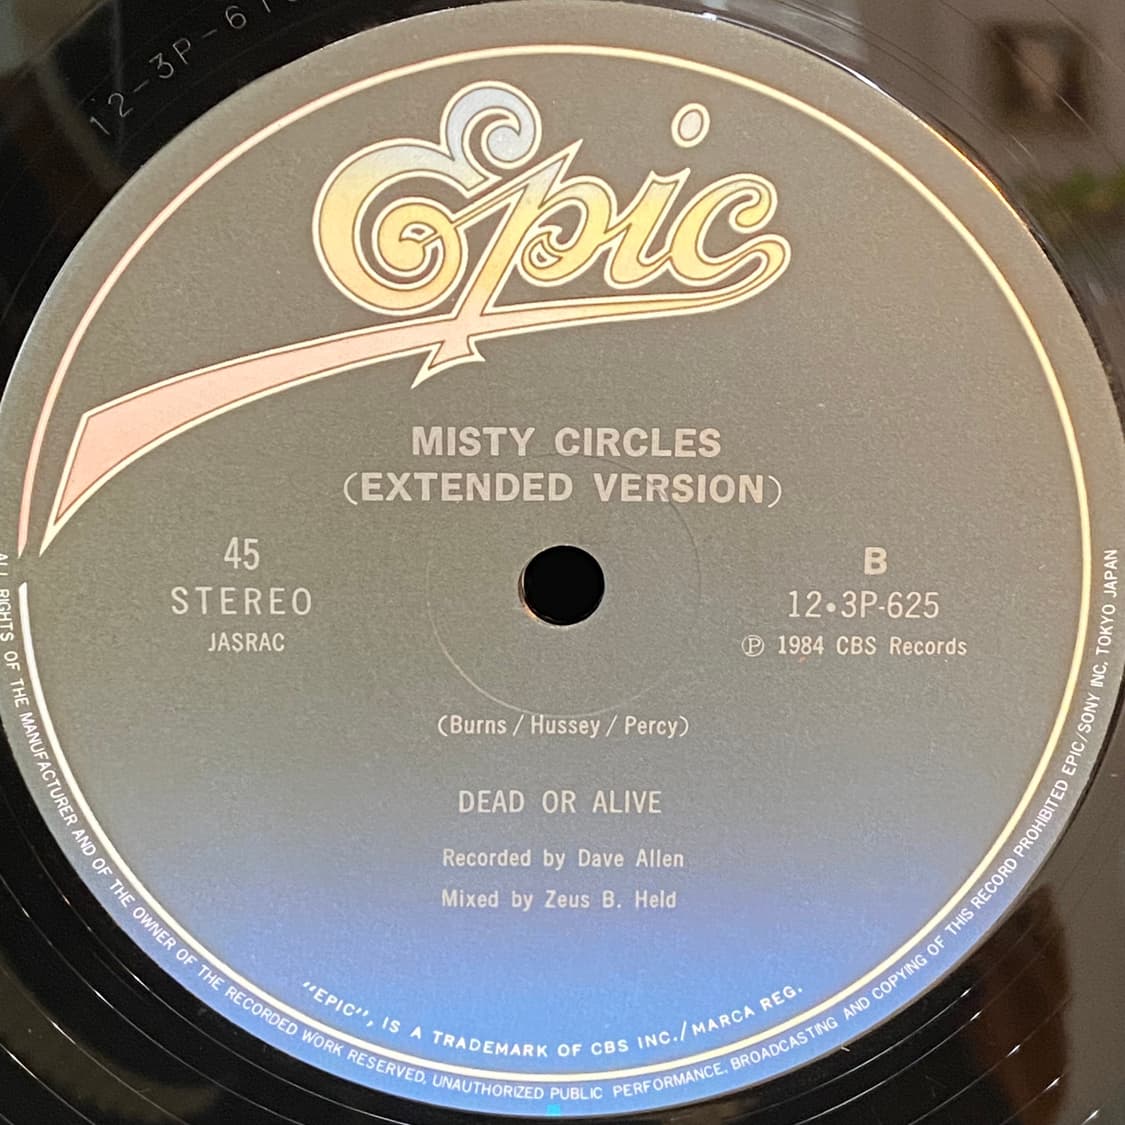 12-3P-6
Epic
MISTY CIRCLES
(EXTENDED VERSION)
45
STEREO
JASRAC
B
12•3P-625
Ⓟ 1984 CBS Records
(Burns / Hussey / Percy)
DEAD OR ALIVE
Recorded by Dave Allen
Mixed by Zeus B. Held
"EPIC", IS A TRADEMARK OF CBS INC./MARCA REG.
ALL RIGHTS OF THE MANUFACTURER AND OF THE OWNER OF THE RECORDED WORK RESERVED, UNAUTHORIZED PUBLIC PERFORMANCE, BROADCASTING AND COPYING OF THIS RECORD PROHIBITED EPIC/SONY INC. TOKYO JAPAN